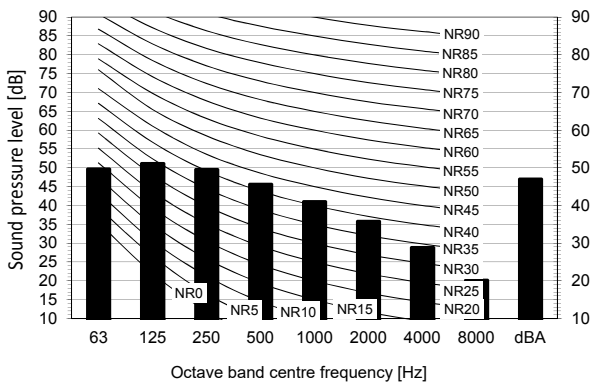 Sound pressure level [dB]
90 NR90 90
85 NR85
80 NR80 80
75 NR75
70 NR70 70
65 NR65
60 NR60 60
55 NR55
50 NR50 50
45 NR45
40 NR40 40
35 NR35
30 NR30 30
25 NR25
20 NR20 20
15 NR0 NR5 NR10 NR15
10 10
63 125 250 500 1000 2000 4000 8000 dBA
Octave band centre frequency [Hz]